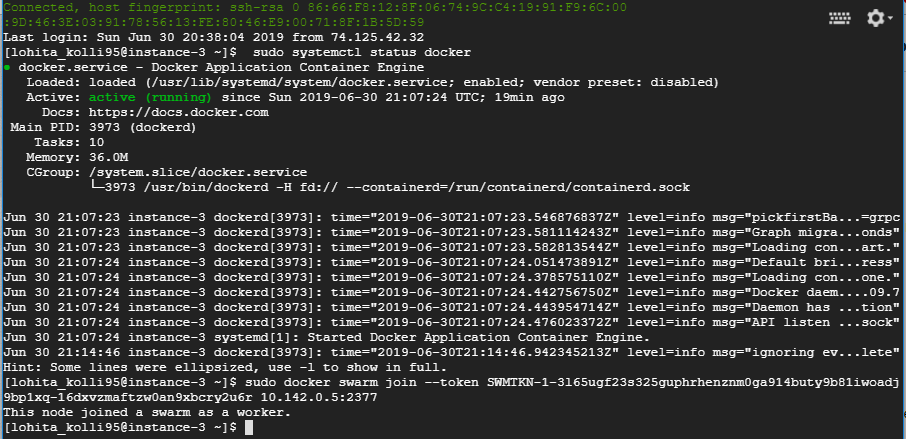 Connected, host fingerprint: ssh-rsa 0 86:66:F8:12:8F:06:74:9C:C4:19:91:F9:6C:00
:9D:46:3E:03:91:78:56:13:FE:80:46:E9:00:71:8F:1B:5D:59
Last login: Sun Jun 30 20:38:04 2019 from 74.125.42.32
[lohita_kolli95@instance-3 ~]$  sudo systemctl status docker
● docker.service - Docker Application Container Engine
   Loaded: loaded (/usr/lib/systemd/system/docker.service; enabled; vendor preset: disabled)
   Active: active (running) since Sun 2019-06-30 21:07:24 UTC; 19min ago
     Docs: https://docs.docker.com
 Main PID: 3973 (dockerd)
    Tasks: 10
   Memory: 36.0M
   CGroup: /system.slice/docker.service
           └─3973 /usr/bin/dockerd -H fd:// --containerd=/run/containerd/containerd.sock
Jun 30 21:07:23 instance-3 dockerd[3973]: time="2019-06-30T21:07:23.546876837Z" level=info msg="pickfirstBa...=grpc
Jun 30 21:07:23 instance-3 dockerd[3973]: time="2019-06-30T21:07:23.581114243Z" level=info msg="Graph migra...onds"
Jun 30 21:07:23 instance-3 dockerd[3973]: time="2019-06-30T21:07:23.582813544Z" level=info msg="Loading con...art."
Jun 30 21:07:24 instance-3 dockerd[3973]: time="2019-06-30T21:07:24.051473891Z" level=info msg="Default bri...ress"
Jun 30 21:07:24 instance-3 dockerd[3973]: time="2019-06-30T21:07:24.378575110Z" level=info msg="Loading con...one."
Jun 30 21:07:24 instance-3 dockerd[3973]: time="2019-06-30T21:07:24.442756750Z" level=info msg="Docker daem....09.7
Jun 30 21:07:24 instance-3 dockerd[3973]: time="2019-06-30T21:07:24.443954714Z" level=info msg="Daemon has ...tion"
Jun 30 21:07:24 instance-3 dockerd[3973]: time="2019-06-30T21:07:24.476023372Z" level=info msg="API listen ...sock"
Jun 30 21:07:24 instance-3 systemd[1]: Started Docker Application Container Engine.
Jun 30 21:14:46 instance-3 dockerd[3973]: time="2019-06-30T21:14:46.942345213Z" level=info msg="ignoring ev...lete"
Hint: Some lines were ellipsized, use -l to show in full.
[lohita_kolli95@instance-3 ~]$ sudo docker swarm join --token SWMTKN-1-3l65ugf23s325guphrhenznm0ga914buty9b81iwoadj
9bp1xq-16dxvzmaftzw0an9xbcry2u6r 10.142.0.5:2377
This node joined a swarm as a worker.
[lohita_kolli95@instance-3 ~]$